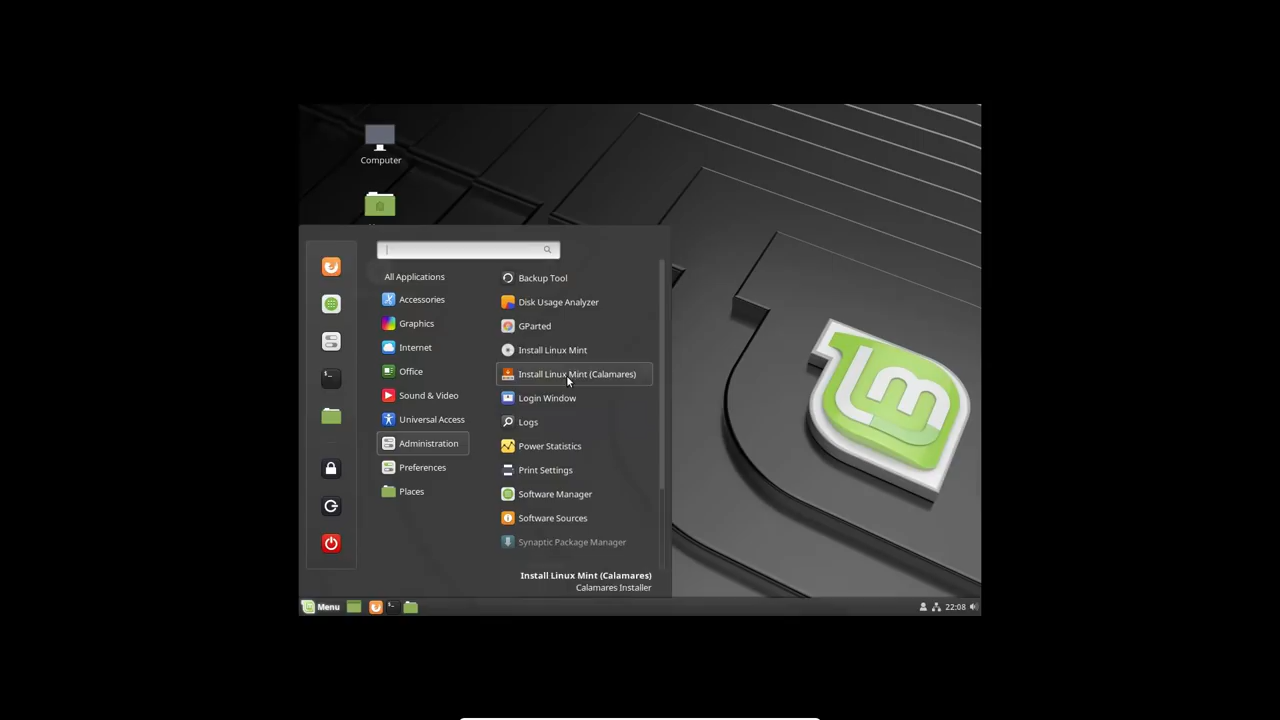 Computer
All Applications
Accessories
Graphics
Internet
Office
Sound & Video
Universal Access
Administration
Preferences
Places
Backup Tool
Disk Usage Analyzer
GParted
Install Linux Mint
Install Linux Mint (Calamares)
Login Window
Logs
Power Statistics
Print Settings
Software Manager
Software Sources
Synaptic Package Manager
Install Linux Mint (Calamares)
Calamares Installer
Menu
22:08